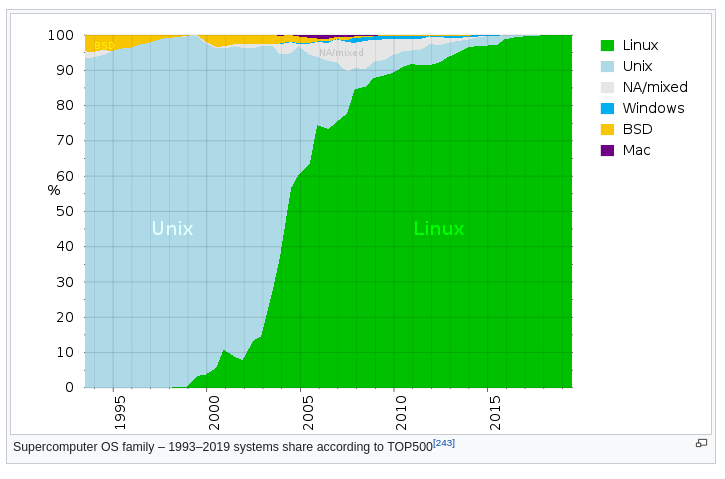 100
90
80
70
60
%
50
40
30
20
10
0
BSD
NA/mixed
Unix
Linux
1995
2000
2005
2010
2015
Linux
Unix
NA/mixed
Windows
BSD
Mac
Supercomputer OS family – 1993–2019 systems share according to TOP500[243]